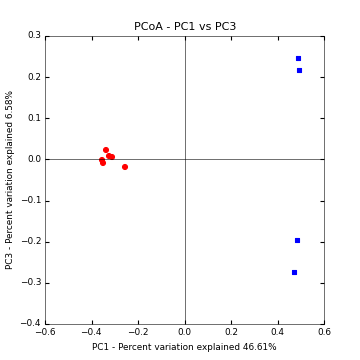 PCoA - PC1 vs PC3
0.3
0.2
0.1
0.0
−0.1
−0.2
−0.3
−0.4
PC3 - Percent variation explained 6.58%
−0.6 −0.4 −0.2 0.0 0.2 0.4 0.6
PC1 - Percent variation explained 46.61%